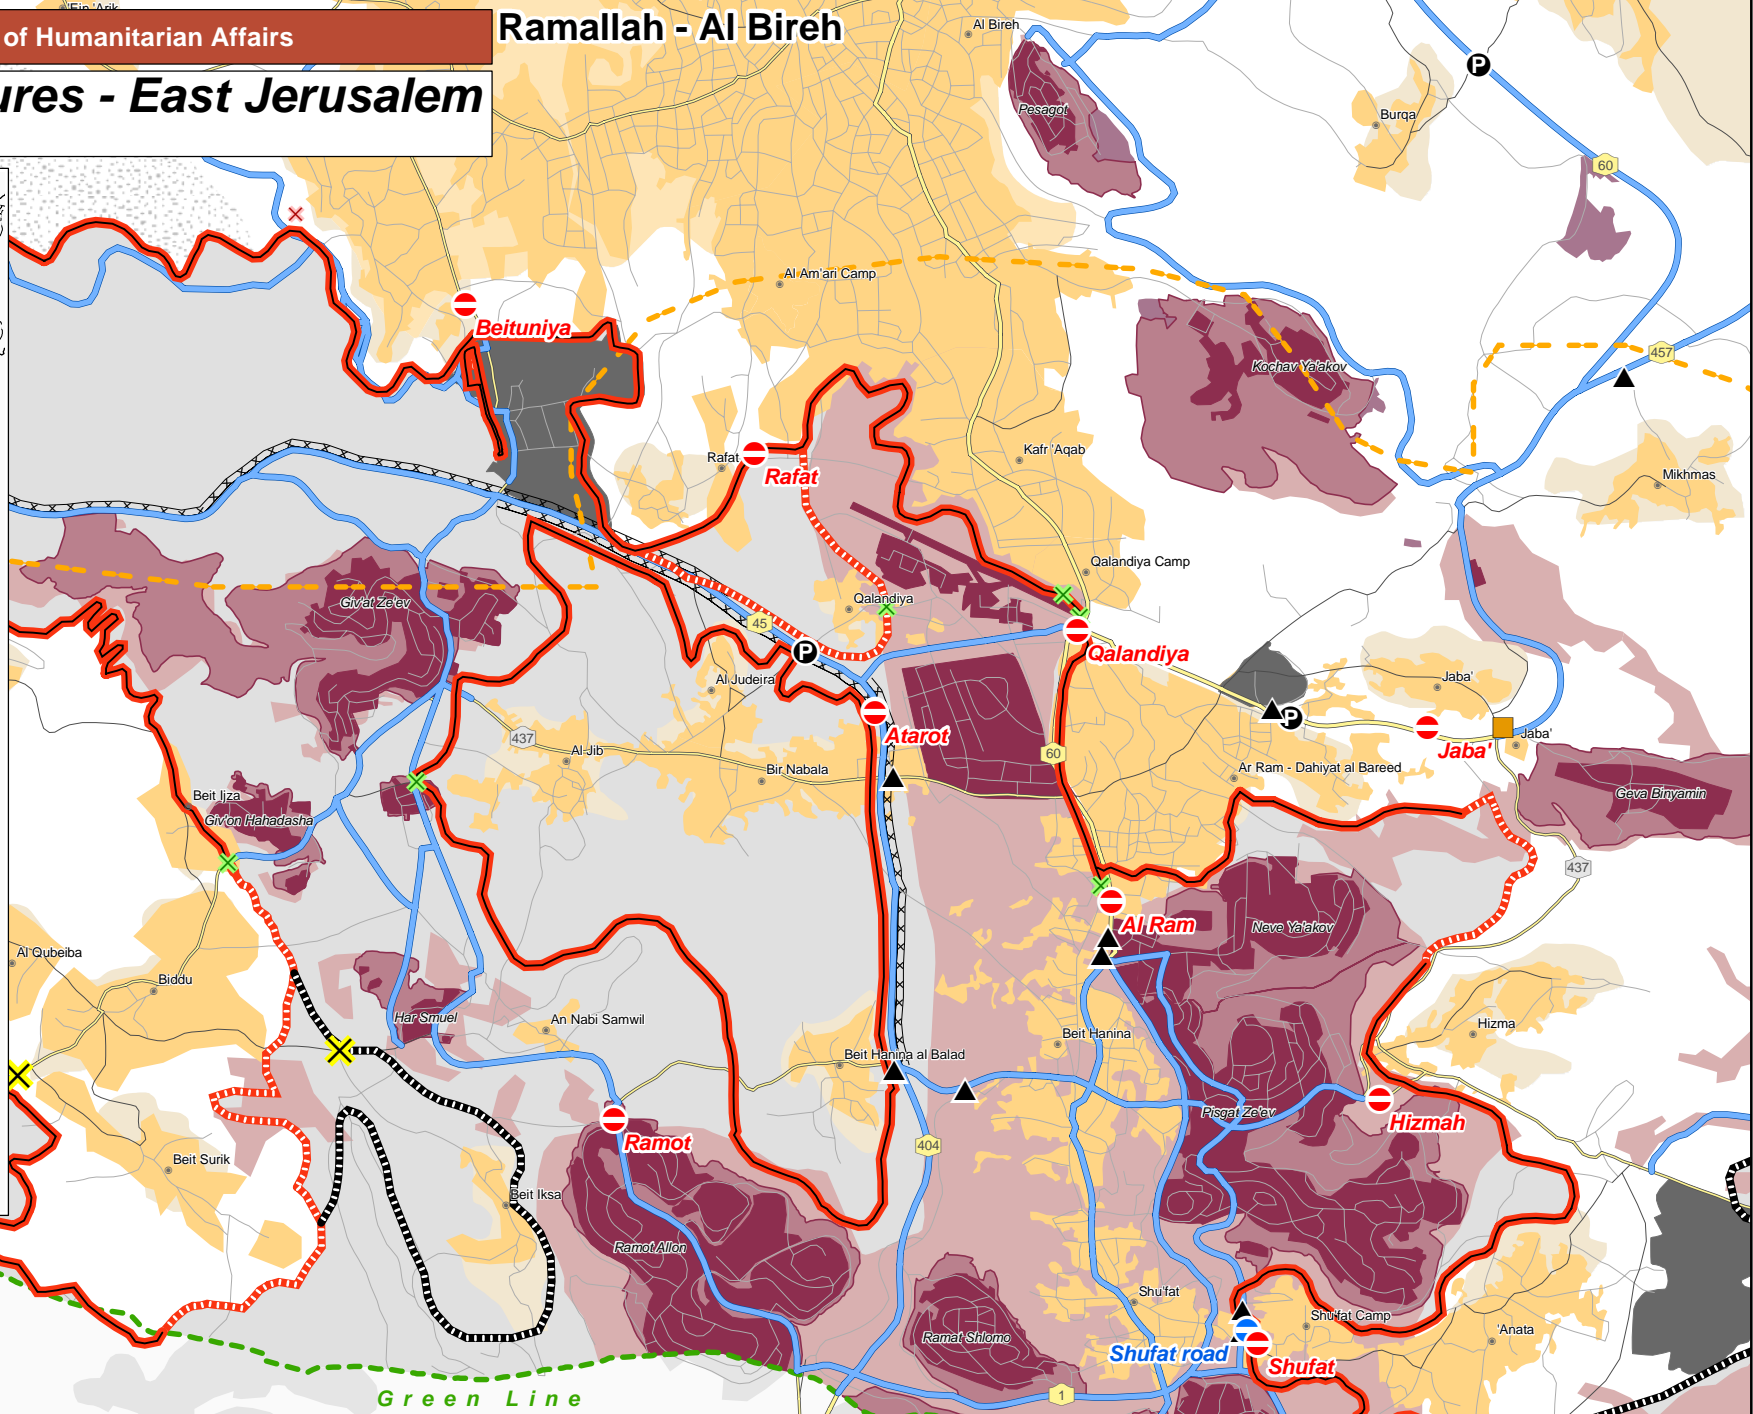 'Ein 'Arik
of Humanitarian Affairs
Ramallah - Al Bireh
Al Bireh
ures - East Jerusalem
P
Pesagot
Burqa
60
Al Am'ari Camp
Beituniya
457
Kochav Ya'akov
Kafr 'Aqab
Rafat
Rafat
Mikhmas
Qalandiya Camp
Giv'at Ze'ev
Qalandiya
45
P
Qalandiya
Al Judeira
Jaba'
P
Atarot
437
Al-Jib
60
Jaba'
Jaba'
Bir Nabala
Ar Ram - Dahiyat al Bareed
Beit Ijza
Giv'on Hahadasha
Geva Binyamin
437
Al Ram
Neve Ya'akov
Al Qubeiba
Biddu
Har Smuel
An Nabi Samwil
Hizma
Beit Hanina
Beit Hanina al Balad
Pisgat Ze'ev
Hizmah
Ramot
404
Beit Surik
Beit Iksa
Ramot Allon
Shu'fat
Shu'fat Camp
'Anata
Ramat Shlomo
Shufat road
Shufat
Green Line
1